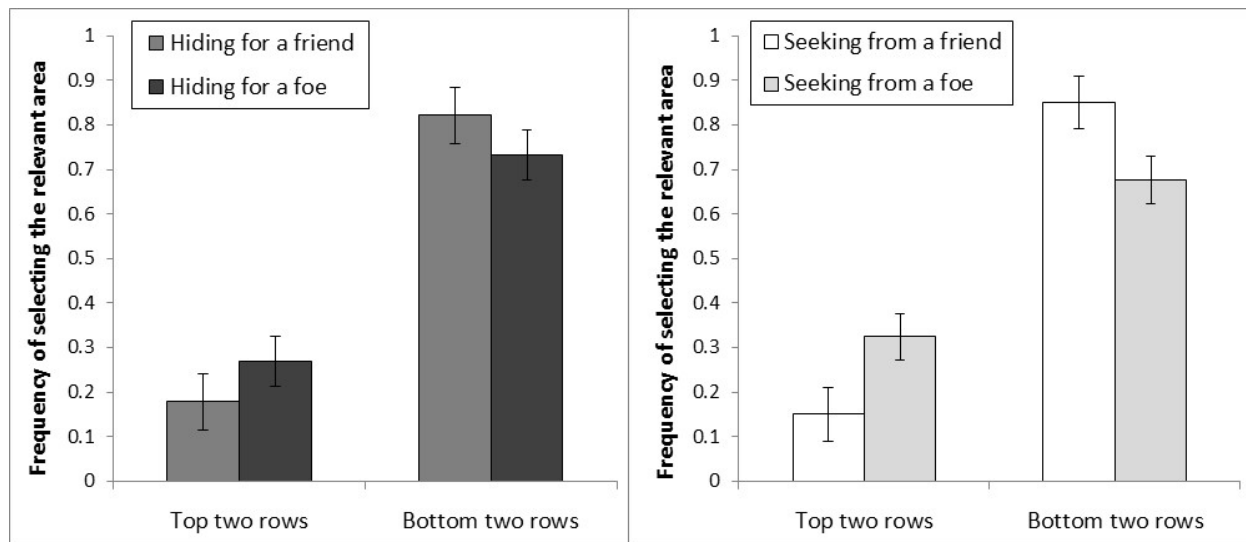 Frequency of selecting the relevant area
1
0.9
0.8
0.7
0.6
0.5
0.4
0.3
0.2
0.1
0
Hiding for a friend
Hiding for a foe
Top two rows
Bottom two rows
Frequency of selecting the relevant area
1
0.9
0.8
0.7
0.6
0.5
0.4
0.3
0.2
0.1
0
Seeking from a friend
Seeking from a foe
Top two rows
Bottom two rows